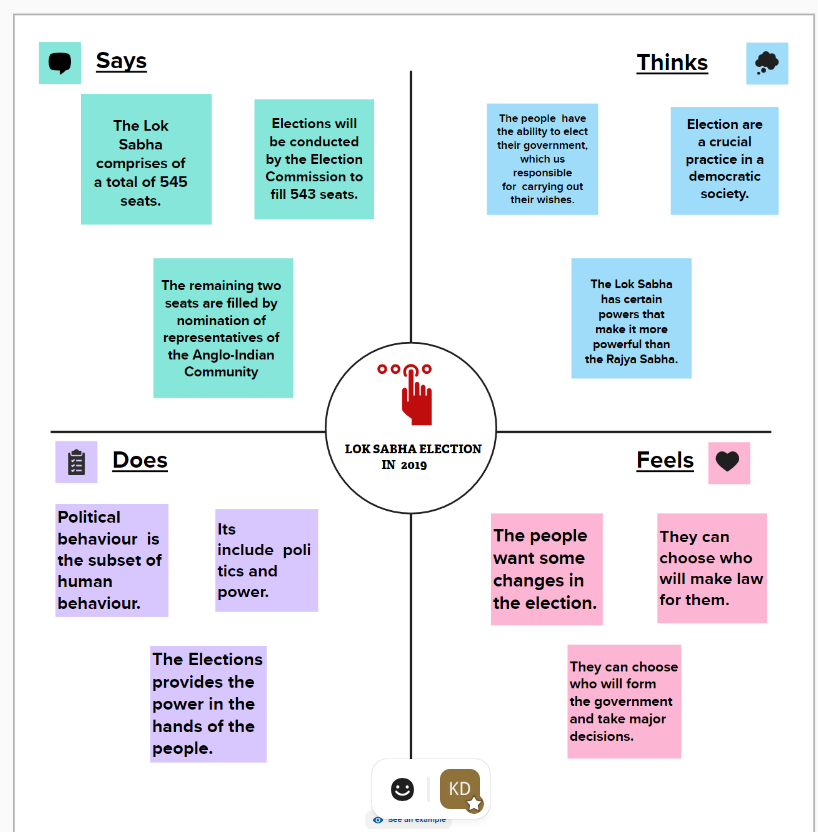 Says
The Lok
Sabha
comprises of
a total of 545
seats.
Elections will
be conducted
by the Election
Commission to
fill 543 seats.
The remaining two
seats are filled by
nomination of
representatives of
the Anglo-Indian
Community
Thinks
The people have
the ability to elect
their government,
which us
responsible
for carrying out
their wishes.
Election are
a crucial
practice in a
democratic
society.
The Lok Sabha
has certain
powers that
make it more
powerful than
the Rajya Sabha.
LOK SABHA ELECTION
IN 2019
Does
Political
behaviour is
the subset of
human
behaviour.
Its
include poli
tics and
power.
The Elections
provides the
power in the
hands of the
people.
Feels
The people
want some
changes in
the election.
They can
choose who
will make law
for them.
They can choose
who will form
the government
and take major
decisions.
KD
See an example